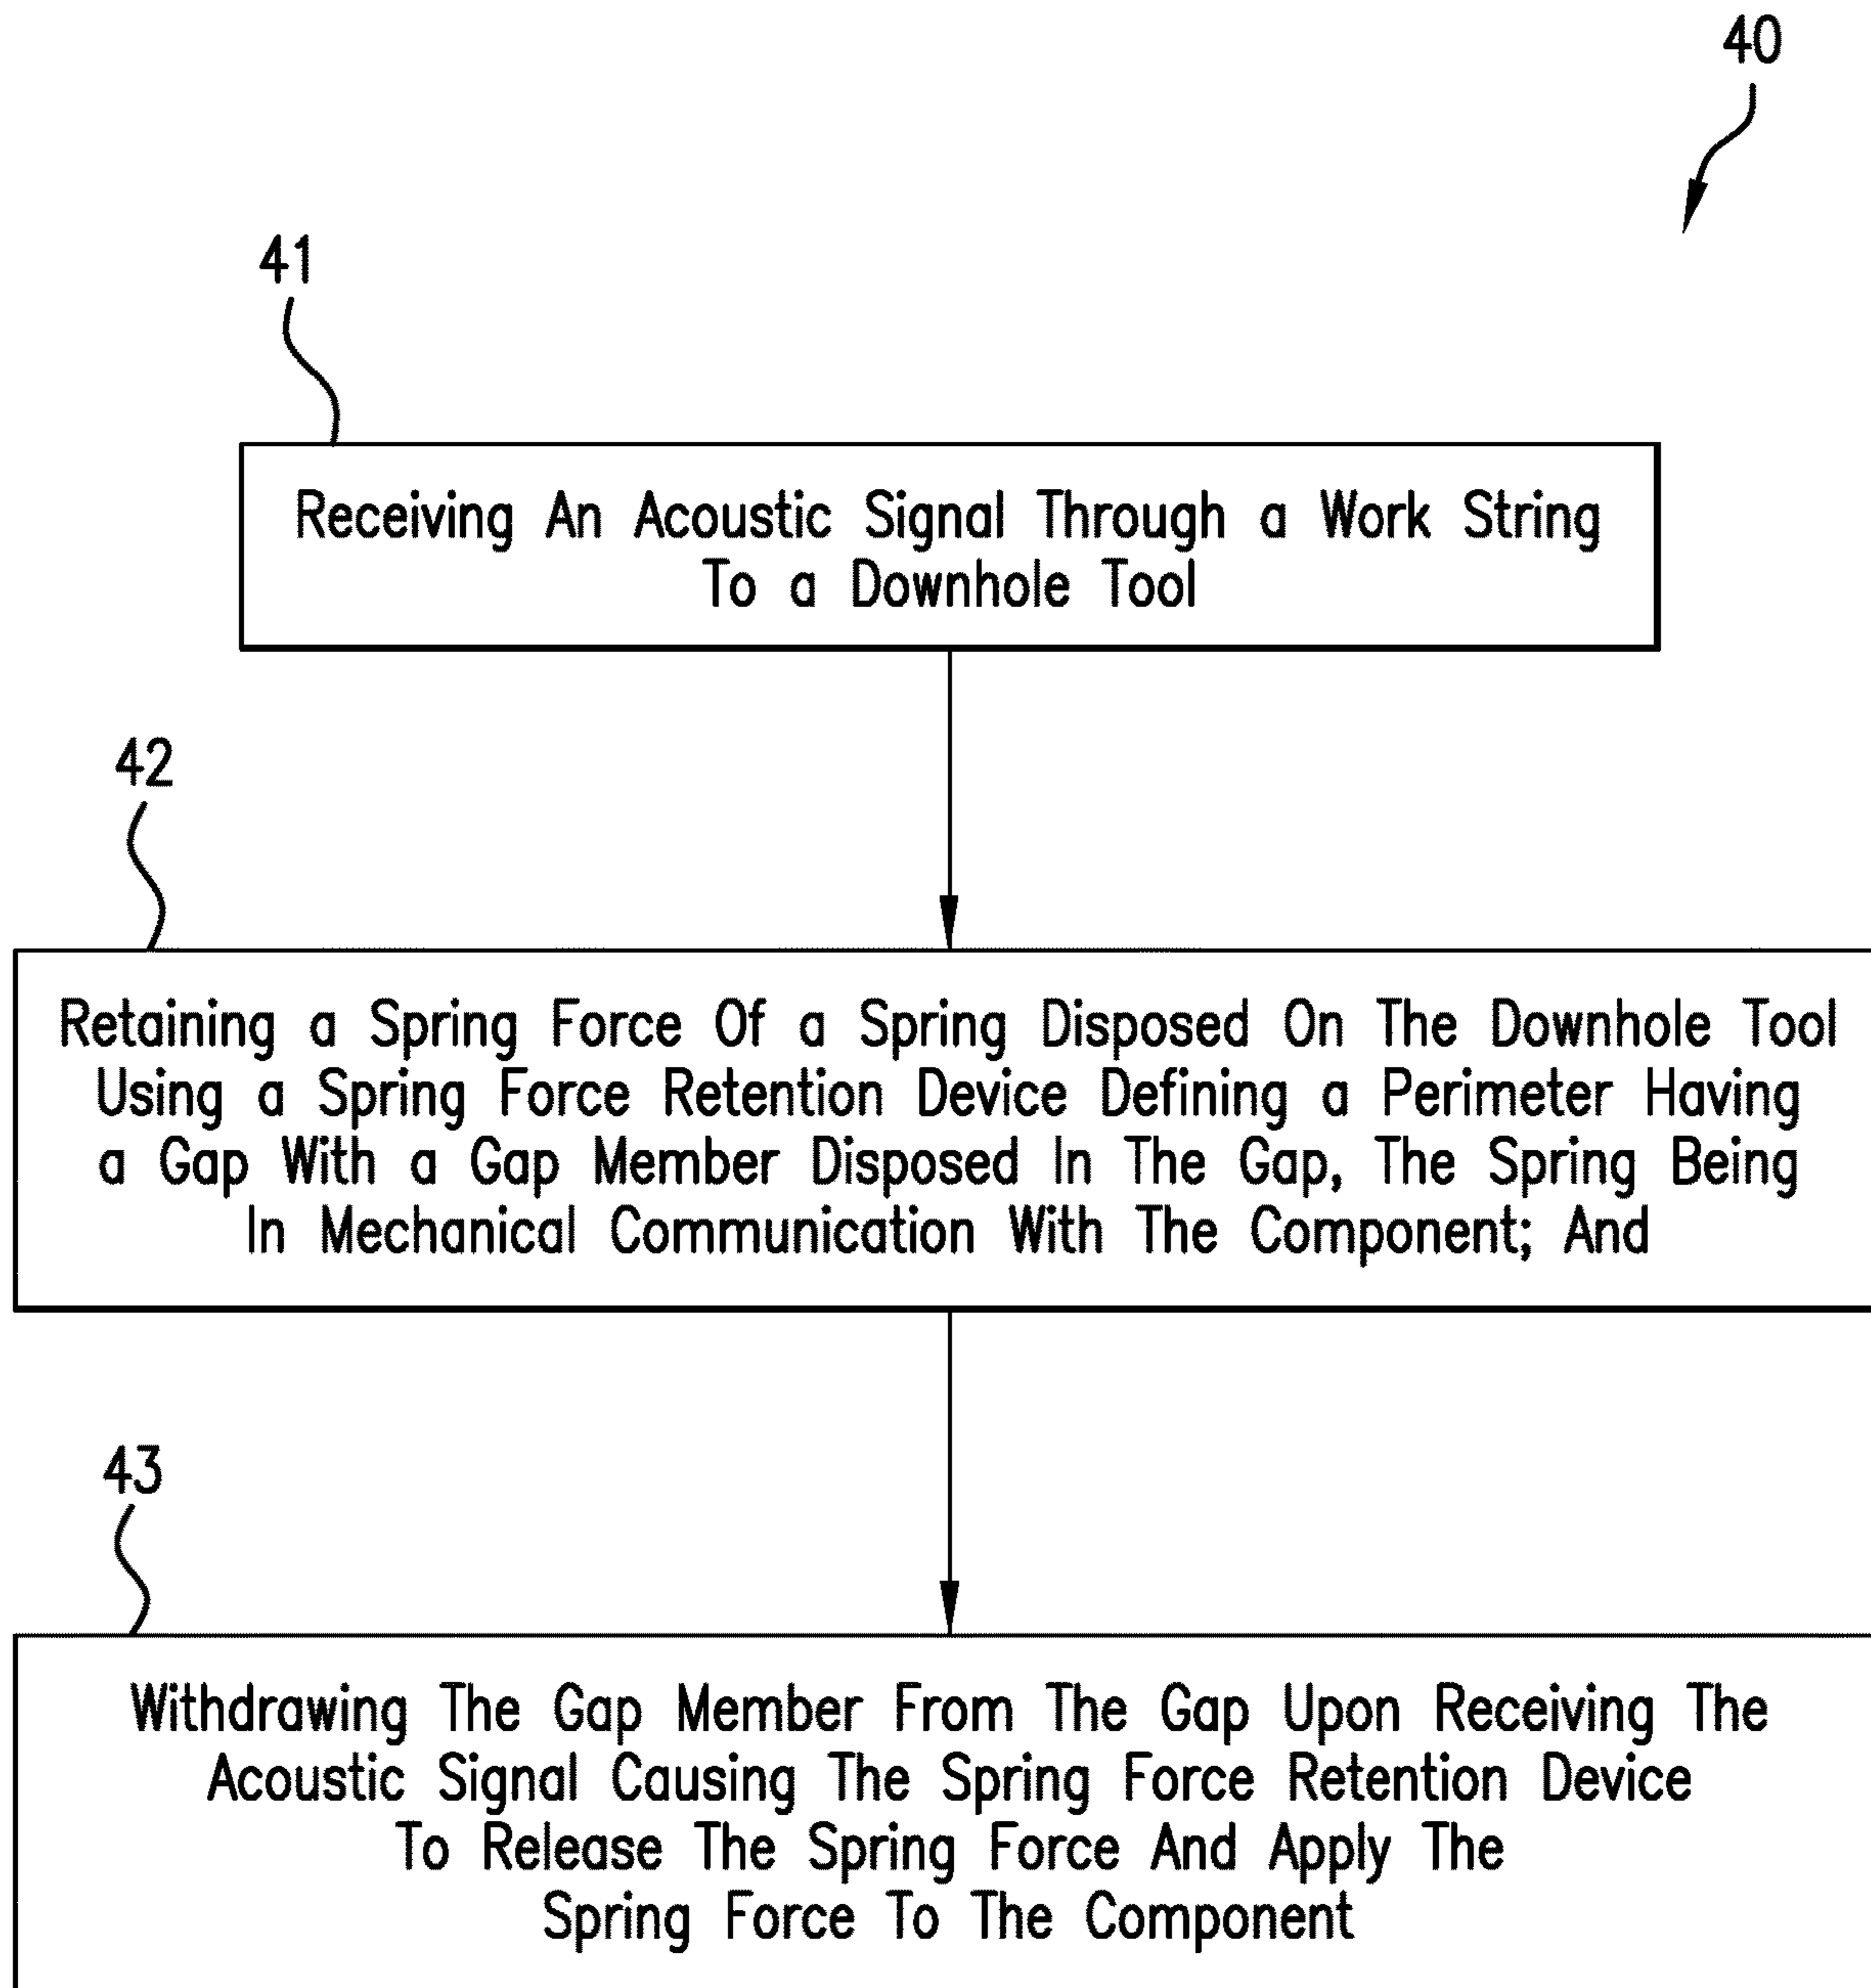 40
41
Receiving An Acoustic Signal Through a Work String
To a Downhole Tool
42
Retaining a Spring Force Of a Spring Disposed On The Downhole Tool
Using a Spring Force Retention Device Defining a Perimeter Having
a Gap With a Gap Member Disposed In The Gap, The Spring Being
In Mechanical Communication With The Component; And
43
Withdrawing The Gap Member From The Gap Upon Receiving The
Acoustic Signal Causing The Spring Force Retention Device
To Release The Spring Force And Apply The
Spring Force To The Component